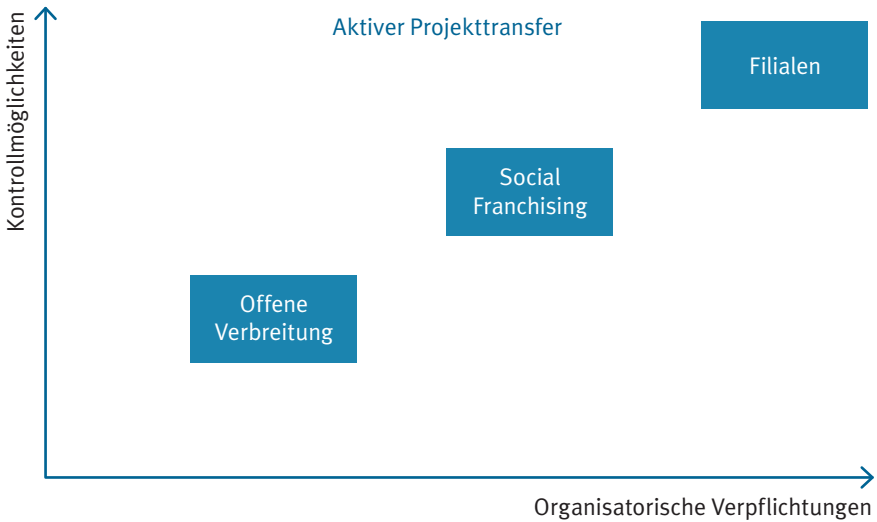 Kontrollmöglichkeiten
Aktiver Projekttransfer
Filialen
Social
Franchising
Offene
Verbreitung
Organisatorische Verpflichtungen